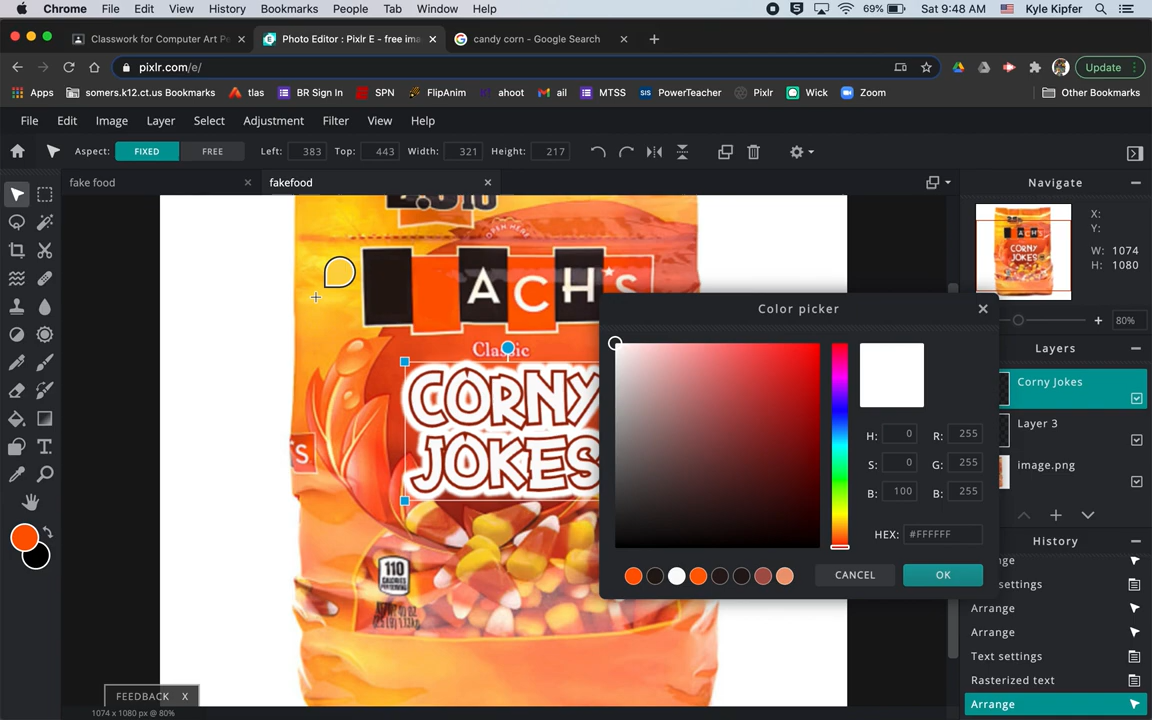 Chrome File Edit View History Bookmarks People Tab Window Help 69% Sat 9:48 AM Kyle Kipfer
Classwork for Computer Art Pe Photo Editor : Pixlr E - free ima candy corn - Google Search
pixlr.com/e/ Update
Apps somers.k12.ct.us Bookmarks tlas BR Sign In SPN FlipAnim ahoot ail MTSS PowerTeacher Pixlr Wick Zoom Other Bookmarks
File Edit Image Layer Select Adjustment Filter View Help
Aspect: FIXED FREE Left: 383 Top: 443 Width: 321 Height: 217
fake food fakefood
Navigate
X:
Y:
W: 1074
H: 1080
80%
OPEN HERE
ACH'S
Classic
CORNY
JOKES
'S
110
CALORIES
Color picker
H: 0 R: 255
S: 0 G: 255
B: 100 B: 255
HEX: #FFFFFF
CANCEL OK
Layers
Corny Jokes
Layer 3
image.png
History
nge
t settings
Arrange
Arrange
Text settings
Rasterized text
Arrange
FEEDBACK X
1074 x 1080 px @ 80%